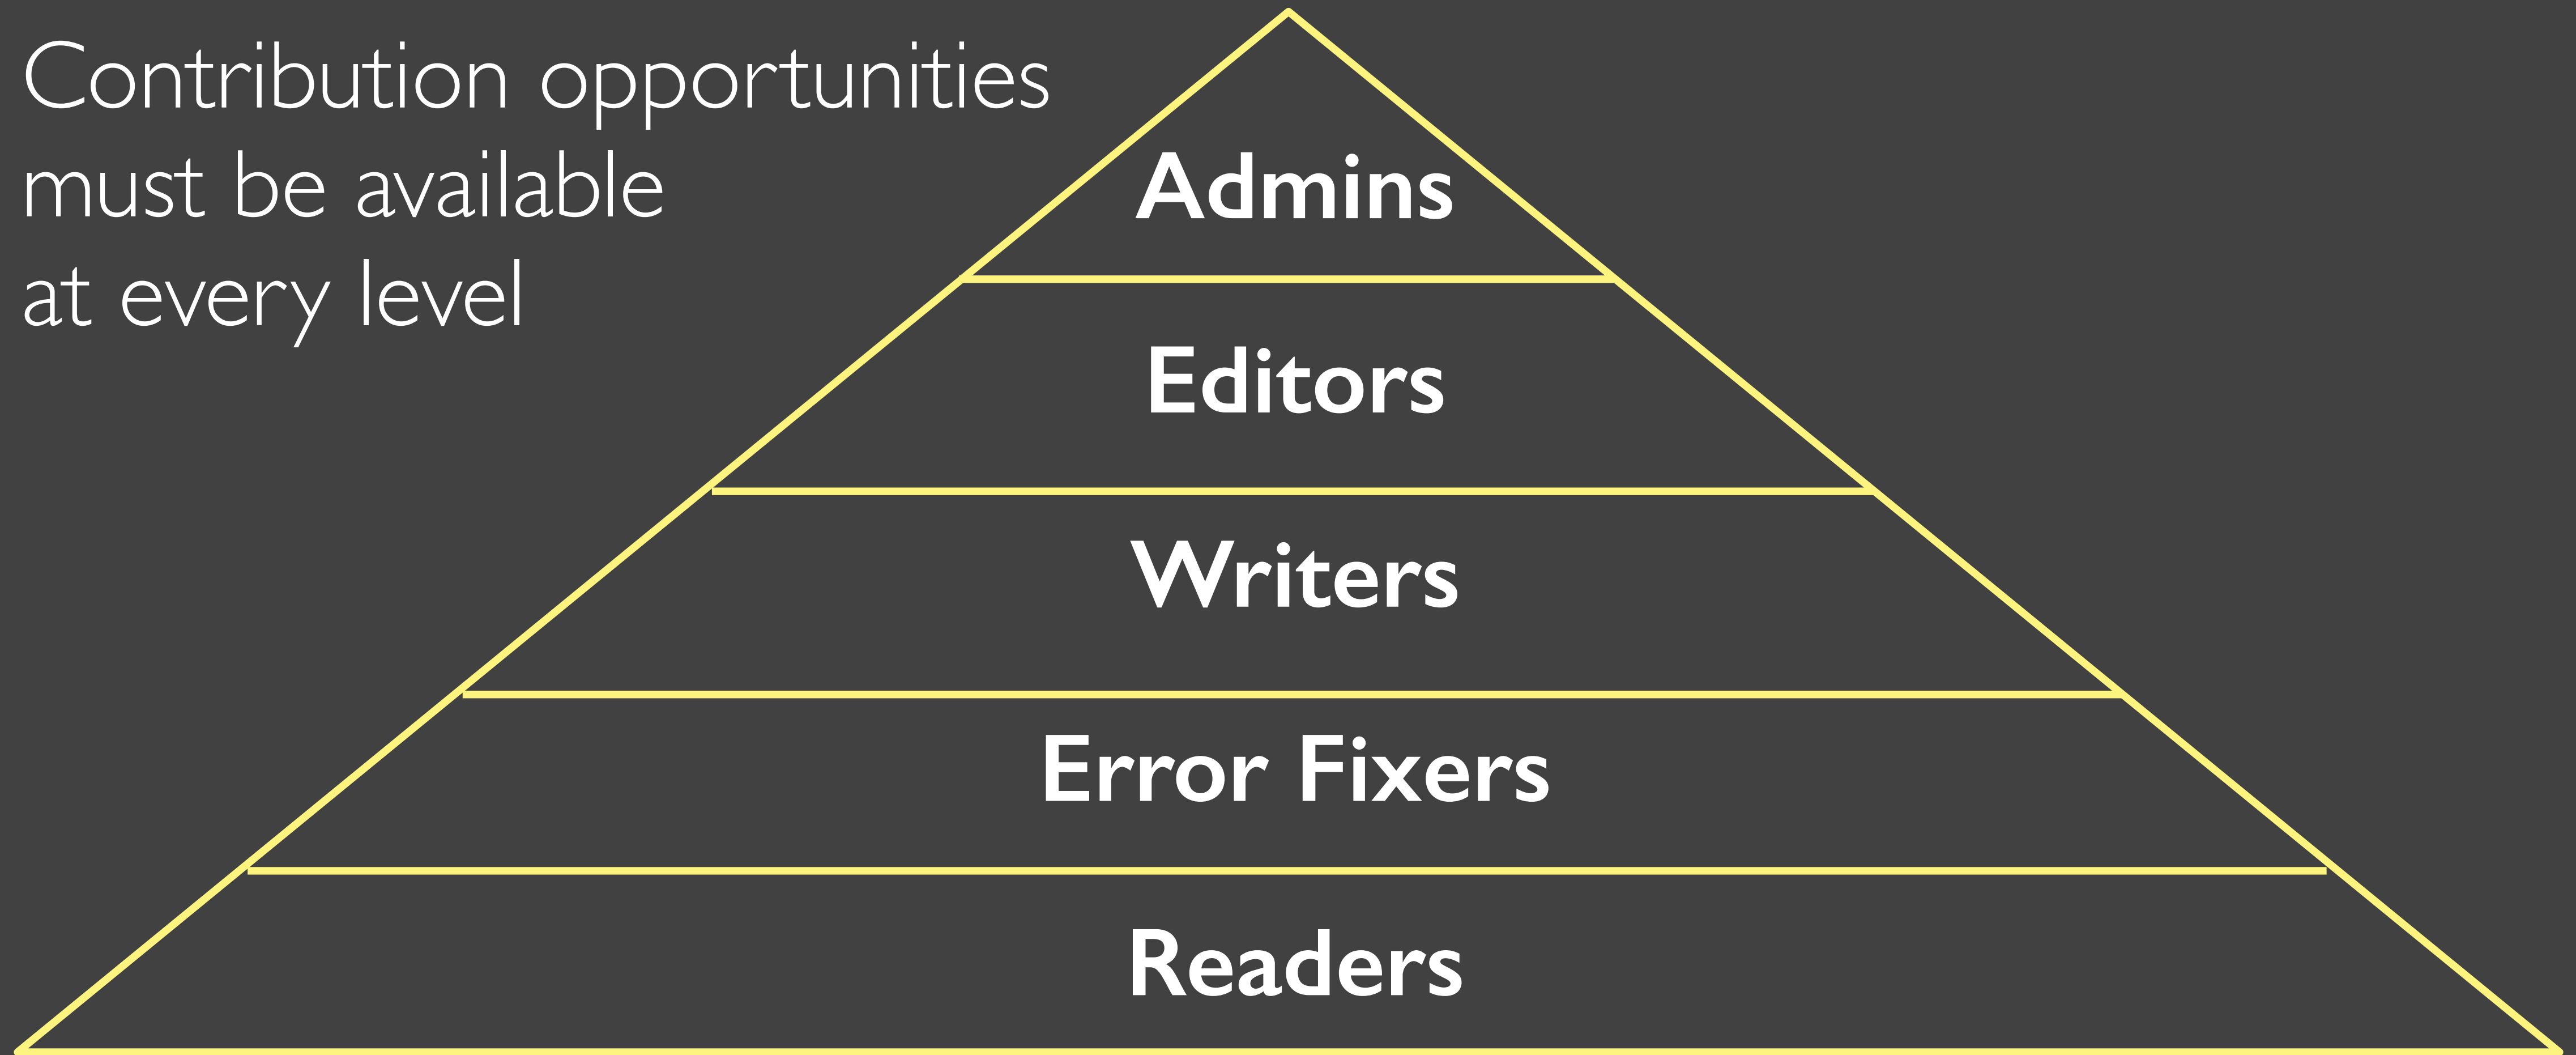 Contribution opportunities
must be available
at every level
Admins
Editors
Writers
Error Fixers
Readers